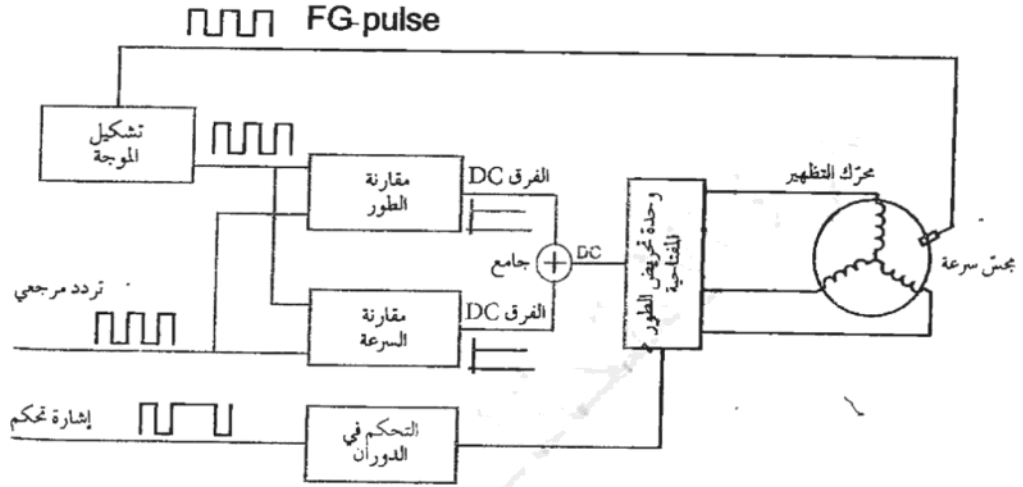 FG pulse
تشكيل
الموجة
مقارنة
الطور
الفرق DC
محرّك التظهير
وحدة تحريض الطور
المفتاحية
جامع
DC
مجسّ سرعة
تردد مرجعي
مقارنة
السرعة
الفرق DC
إشارة تحكم
التحكم في
الدوران